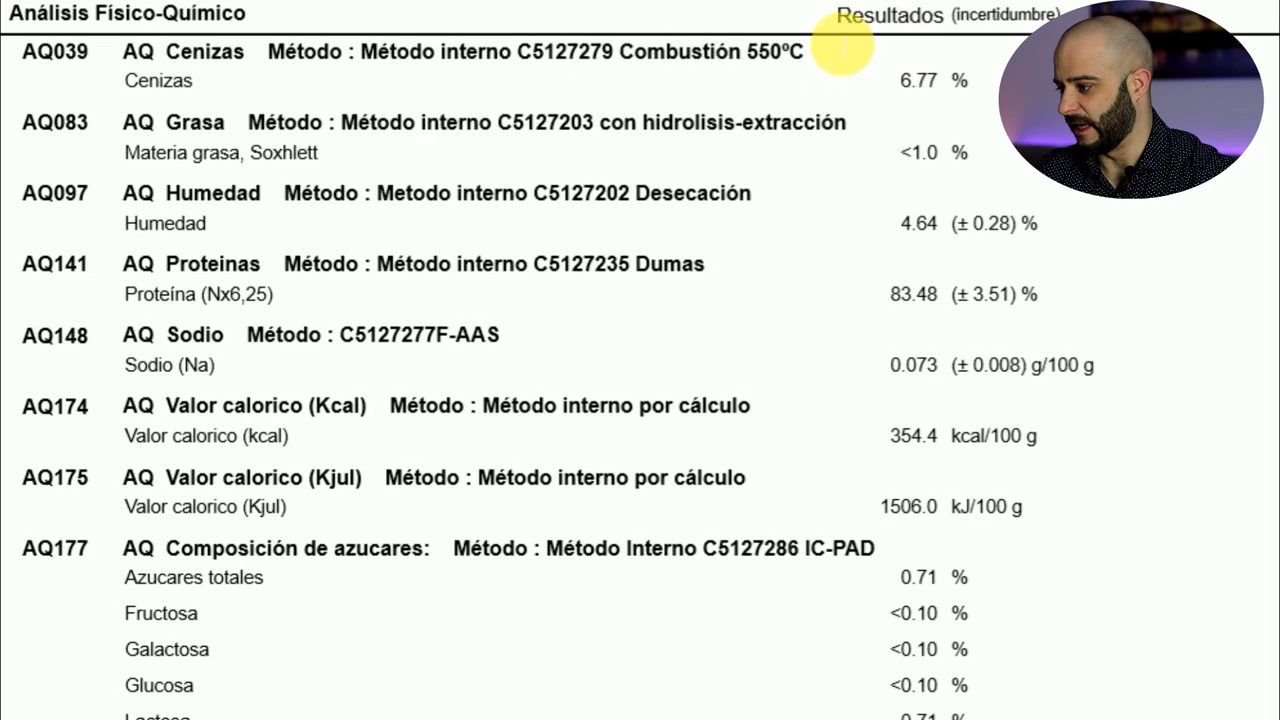 Análisis Físico-Químico Resultados (incertidumbre)
AQ039 AQ Cenizas Método : Método interno C5127279 Combustión 550ºC
Cenizas 6.77 %
AQ083 AQ Grasa Método : Método interno C5127203 con hidrolisis-extracción
Materia grasa, Soxhlett <1.0 %
AQ097 AQ Humedad Método : Metodo interno C5127202 Desecación
Humedad 4.64 (± 0.28) %
AQ141 AQ Proteinas Método : Método interno C5127235 Dumas
Proteína (Nx6,25) 83.48 (± 3.51) %
AQ148 AQ Sodio Método : C5127277F-AAS
Sodio (Na) 0.073 (± 0.008) g/100 g
AQ174 AQ Valor calorico (Kcal) Método : Método interno por cálculo
Valor calorico (kcal) 354.4 kcal/100 g
AQ175 AQ Valor calorico (Kjul) Método : Método interno por cálculo
Valor calorico (Kjul) 1506.0 kJ/100 g
AQ177 AQ Composición de azucares: Método : Método Interno C5127286 IC-PAD
Azucares totales 0.71 %
Fructosa <0.10 %
Galactosa <0.10 %
Glucosa <0.10 %
Lactosa 0.71 %